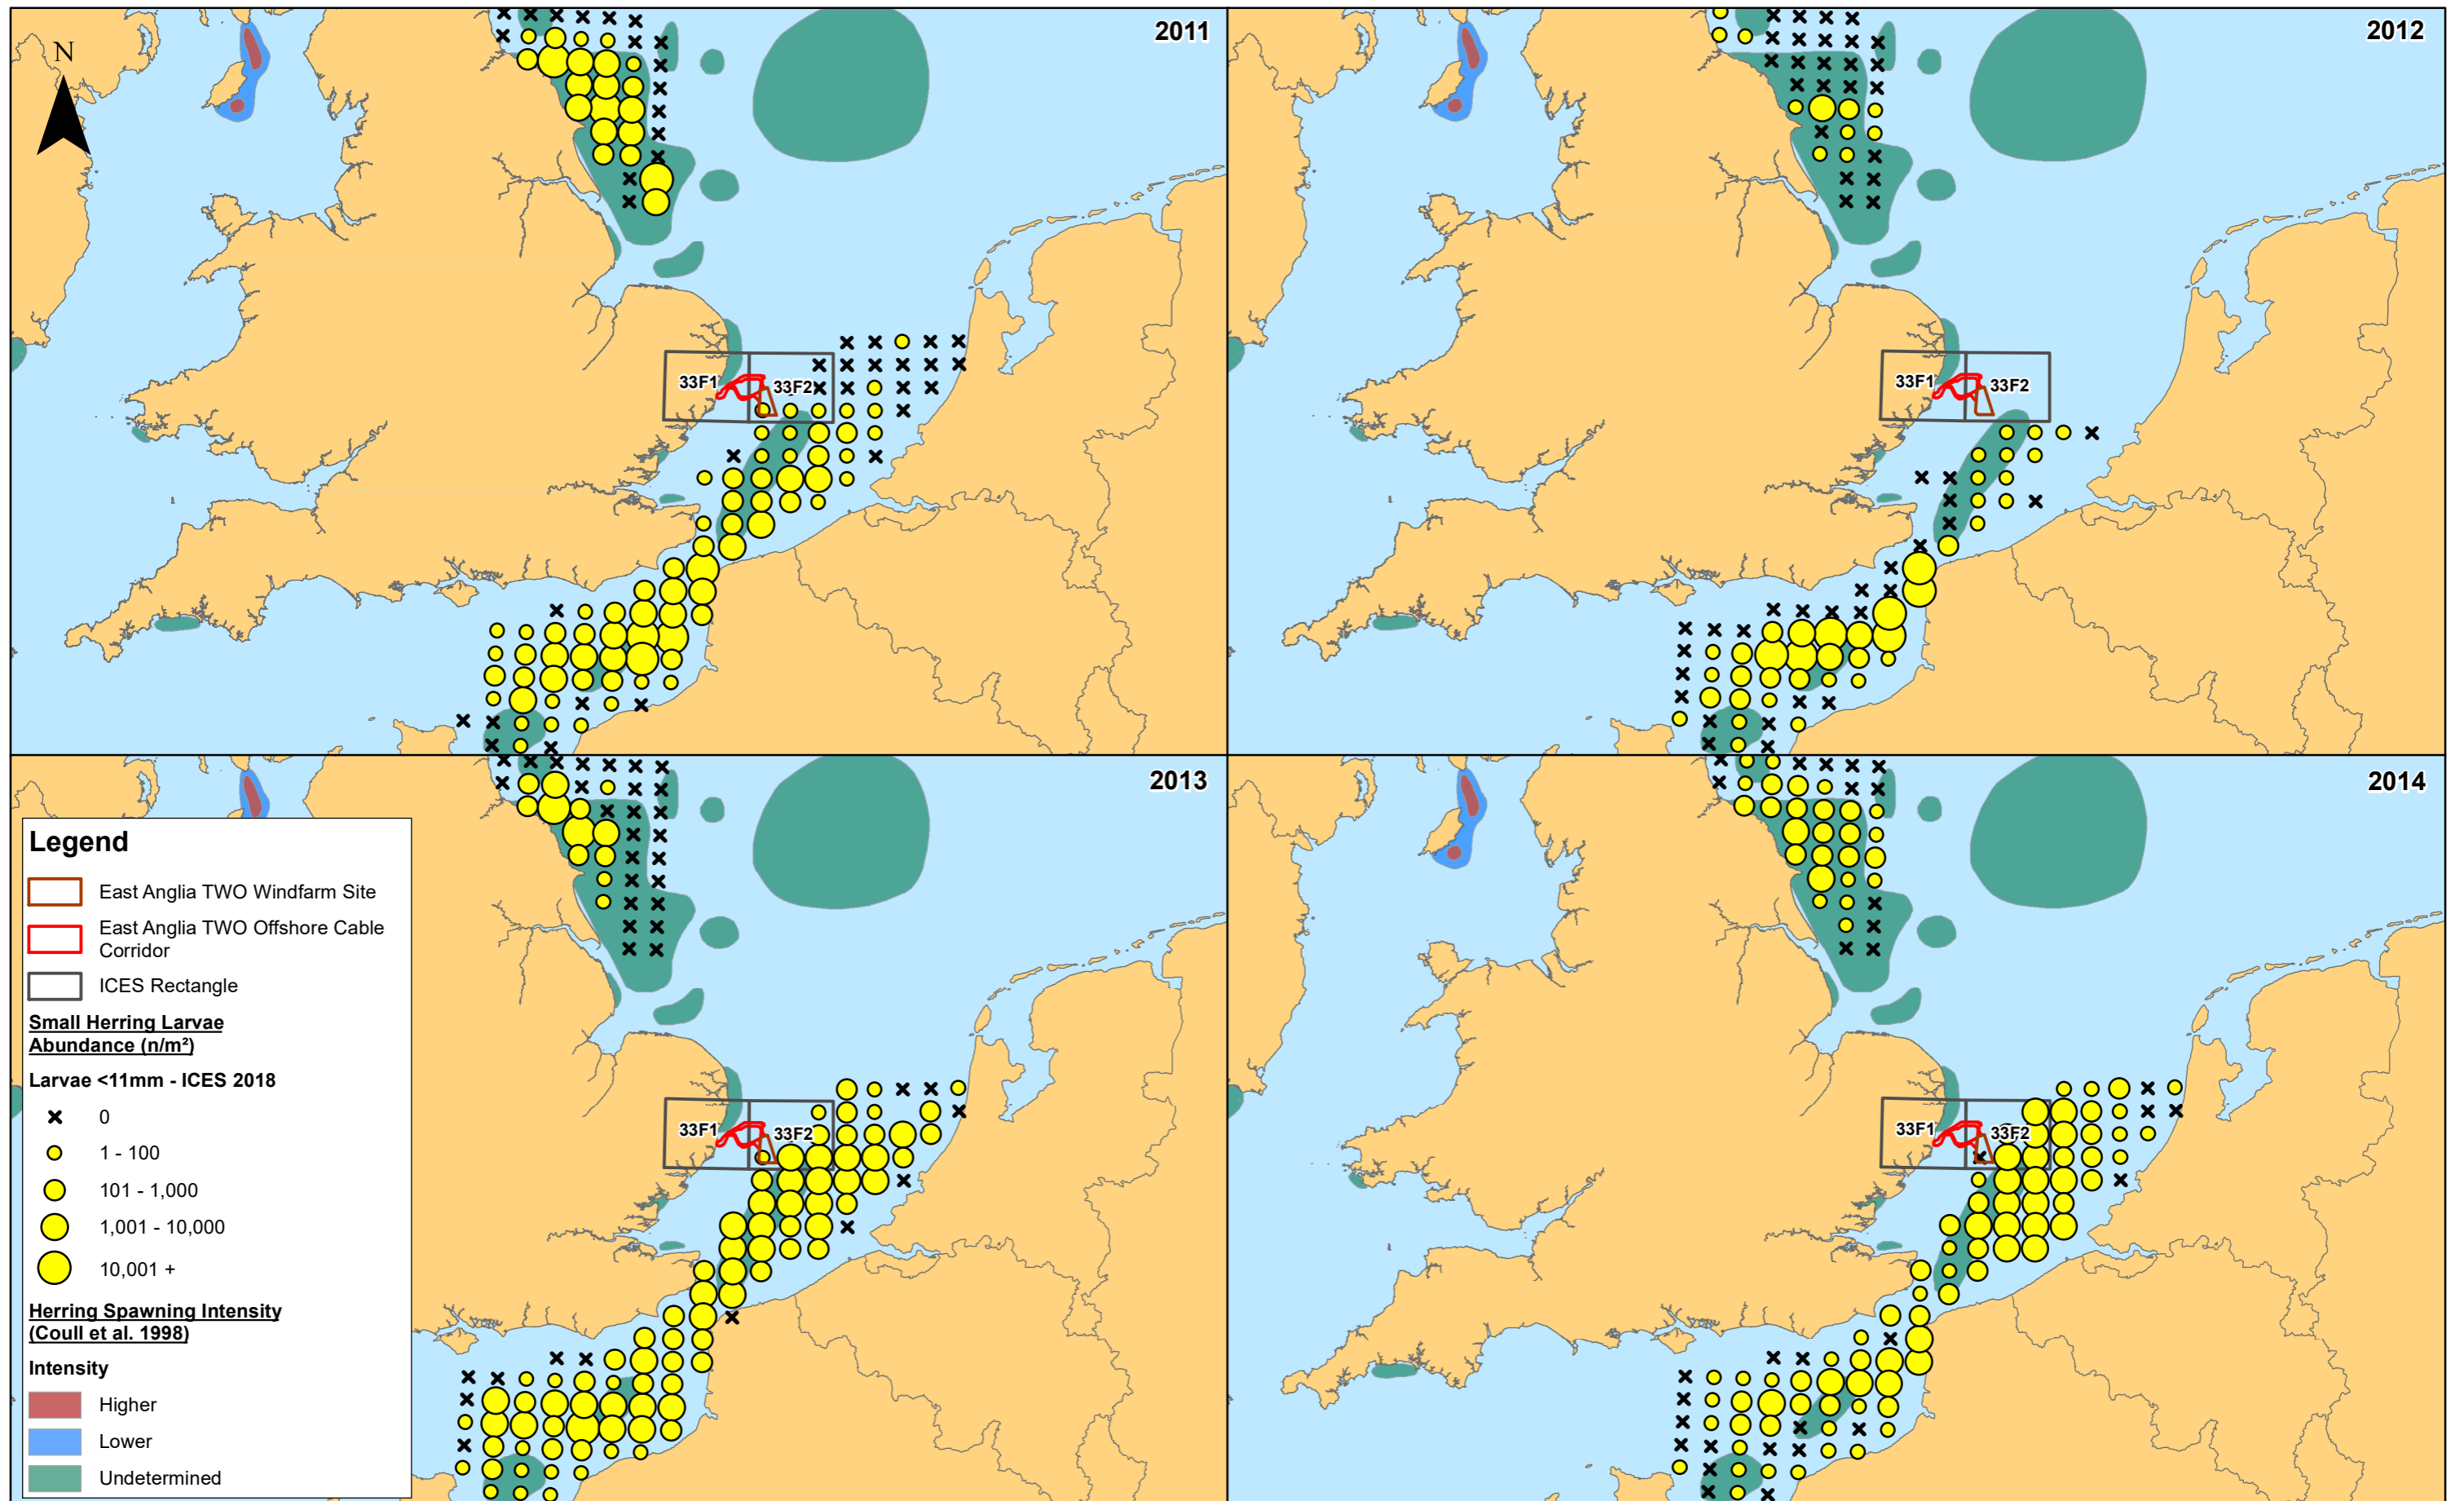 2011
N
33F1
33F2
2012
33F1
33F2
2013
33F1
33F2
2014
33F1
33F2
Legend
East Anglia TWO Windfarm Site
East Anglia TWO Offshore Cable
Corridor
ICES Rectangle
Small Herring Larvae
Abundance (n/m²)
Larvae <11mm - ICES 2018
0
1 - 100
101 - 1,000
1,001 - 10,000
10,001 +
Herring Spawning Intensity
(Coull et al. 1998)
Intensity
Higher
Lower
Undetermined